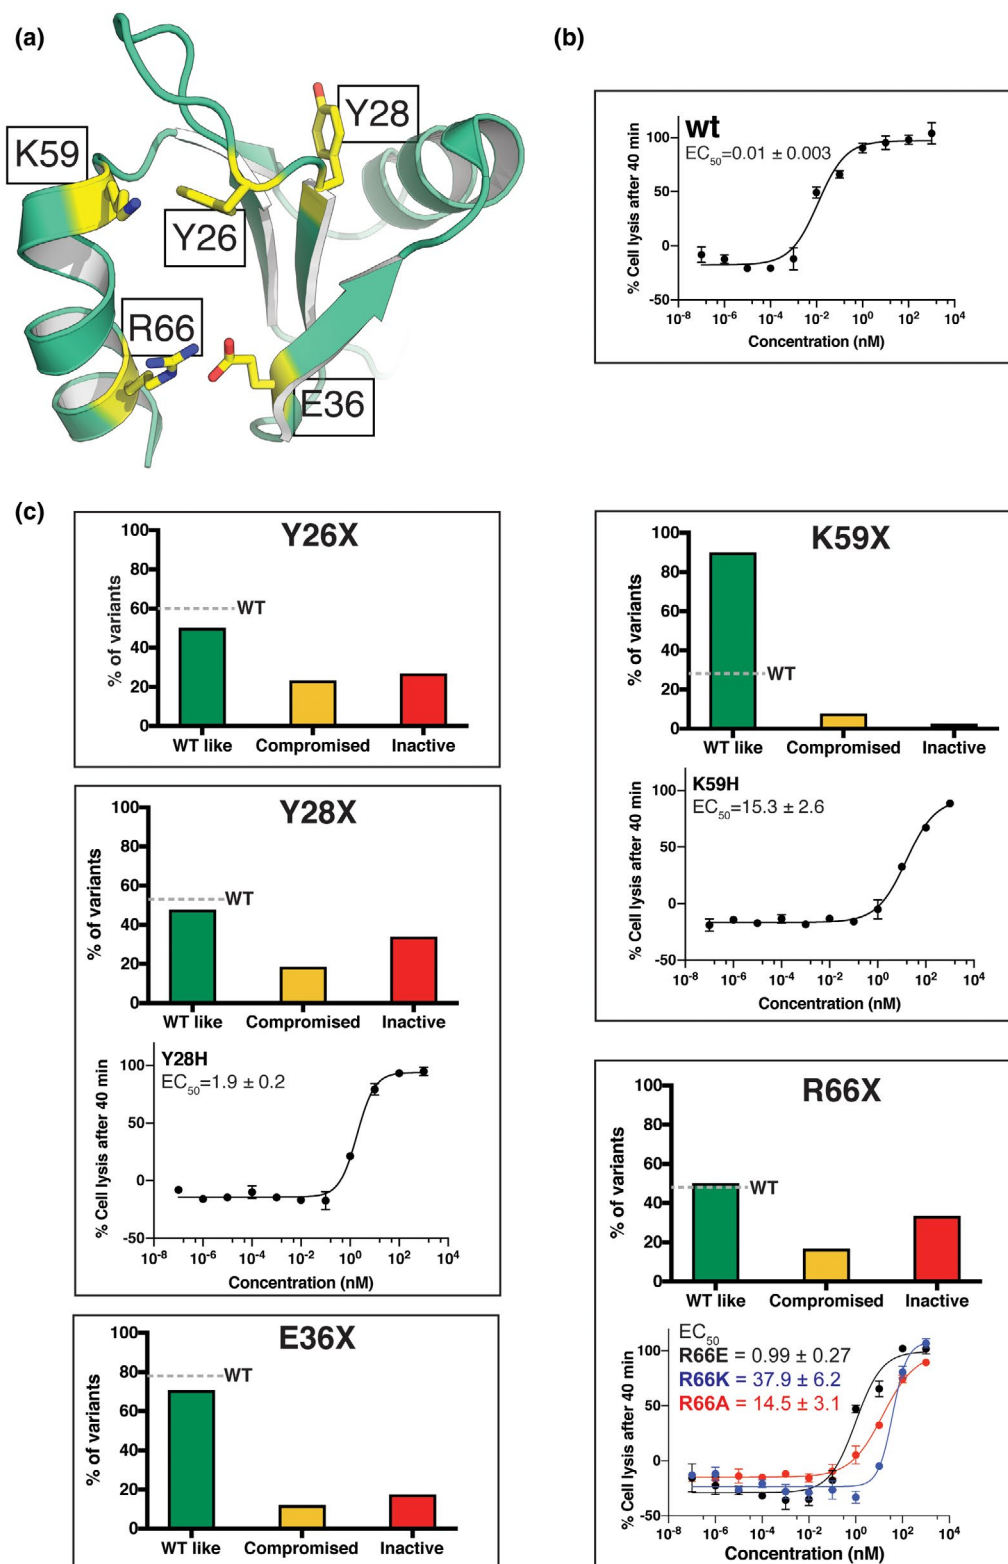 (a)
K59
Y28
Y26
R66
E36
(b)
wt
EC50=0.01 ± 0.003
% Cell lysis after 40 min
100
50
0
-50
10-8 10-6 10-4 10-2 100 102 104
Concentration (nM)
(c)
Y26X
% of variants
100
80
60
40
20
0
WT
WT like Compromised Inactive
Y28X
% of variants
100
80
60
40
20
0
WT
WT like Compromised Inactive
Y28H
EC50=1.9 ± 0.2
% Cell lysis after 40 min
100
50
0
-50
10-8 10-6 10-4 10-2 100 102 104
Concentration (nM)
E36X
% of variants
100
80
60
40
20
0
WT
WT like Compromised Inactive
K59X
% of variants
100
80
60
40
20
0
WT
WT like Compromised Inactive
K59H
EC50=15.3 ± 2.6
% Cell lysis after 40 min
100
50
0
-50
10-8 10-6 10-4 10-2 100 102 104
Concentration (nM)
R66X
% of variants
100
80
60
40
20
0
WT
WT like Compromised Inactive
EC50
R66E = 0.99 ± 0.27
R66K = 37.9 ± 6.2
R66A = 14.5 ± 3.1
% Cell lysis after 40 min
100
50
0
-50
10-8 10-6 10-4 10-2 100 102 104
Concentration (nM)